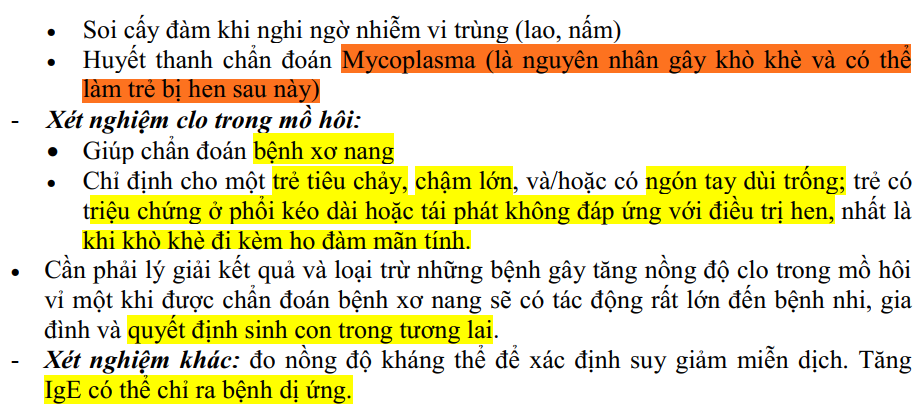 • Soi cấy đàm khi nghi ngờ nhiễm vi trùng (lao, nấm)
• Huyết thanh chẩn đoán Mycoplasma (là nguyên nhân gây khò khè và có thể
làm trẻ bị hen sau này)
- Xét nghiệm clo trong mồ hôi:
• Giúp chẩn đoán bệnh xơ nang
• Chỉ định cho một trẻ tiêu chảy, chậm lớn, và/hoặc có ngón tay dùi trống; trẻ có
triệu chứng ở phổi kéo dài hoặc tái phát không đáp ứng với điều trị hen, nhất là
khi khò khè đi kèm ho đàm mãn tính.
• Cần phải lý giải kết quả và loại trừ những bệnh gây tăng nồng độ clo trong mồ hôi
vỉ một khi được chẩn đoán bệnh xơ nang sẽ có tác động rất lớn đến bệnh nhi, gia
đình và quyết định sinh con trong tương lai.
- Xét nghiệm khác: đo nồng độ kháng thể để xác định suy giảm miễn dịch. Tăng
IgE có thể chỉ ra bệnh dị ứng.